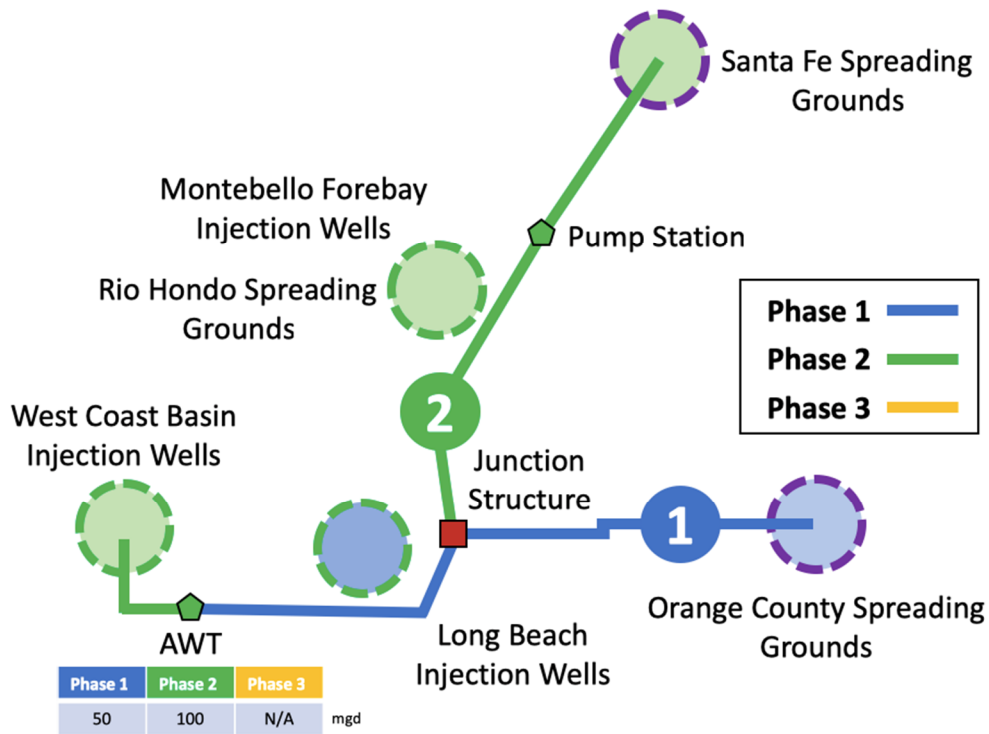 Santa Fe Spreading
Grounds
Montebello Forebay
Injection Wells
Pump Station
Rio Hondo Spreading
Grounds
Phase 1
Phase 2
Phase 3
2
West Coast Basin
Injection Wells
Junction
Structure
1
Orange County Spreading
Grounds
Long Beach
Injection Wells
AWT
Phase 1 Phase 2 Phase 3
50 100 N/A mgd